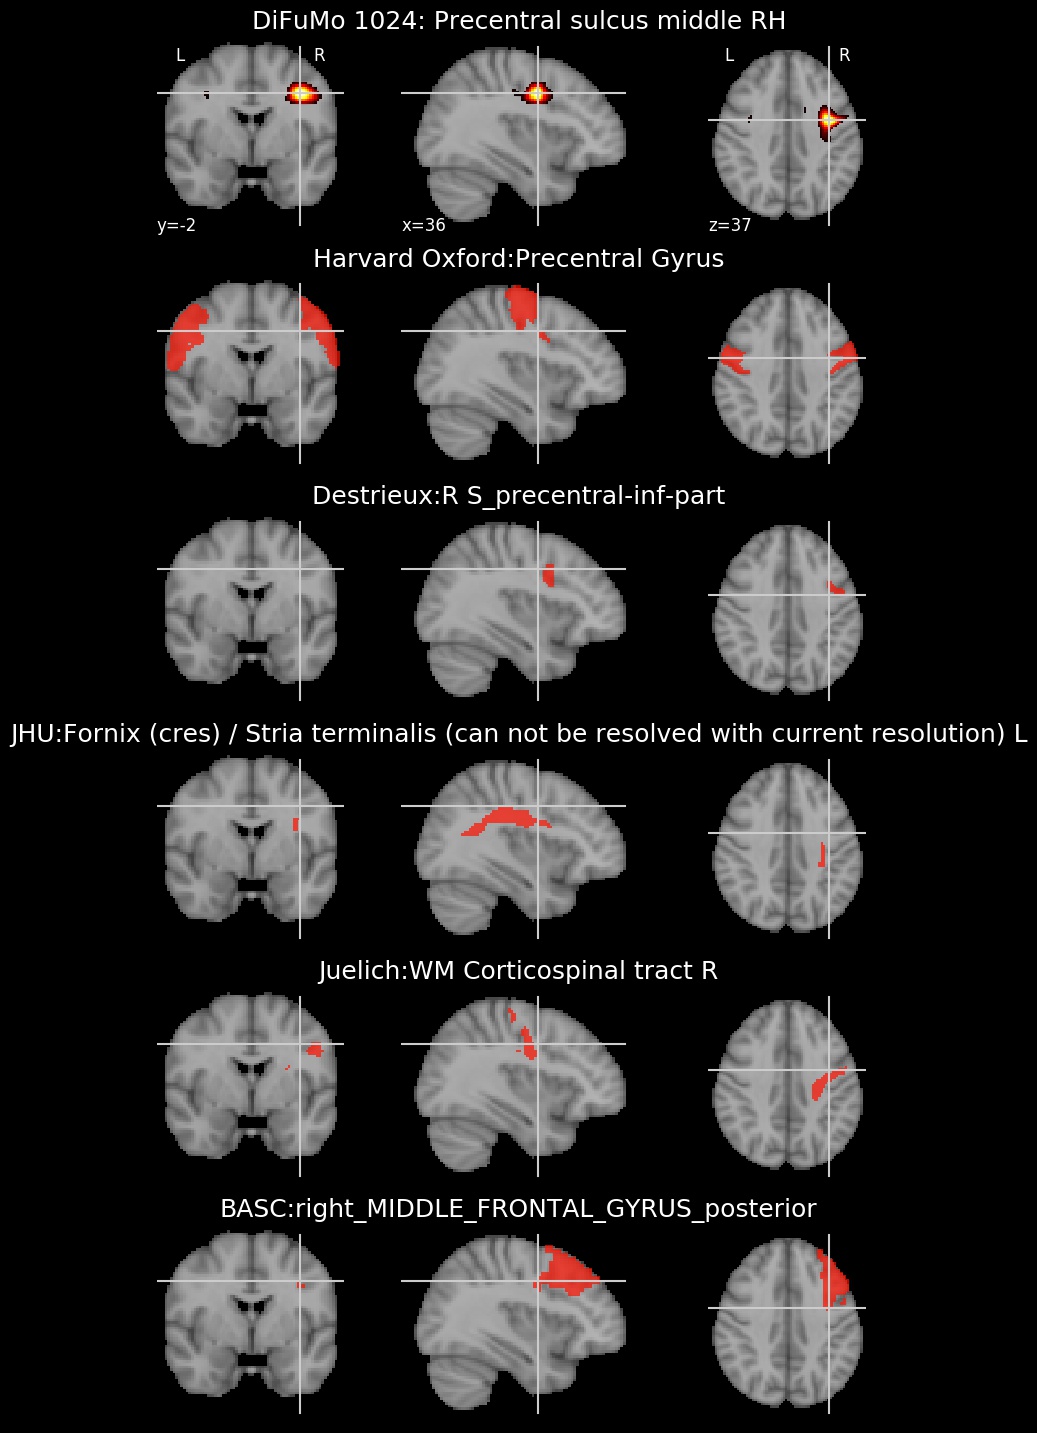 DiFuMo 1024: Precentral sulcus middle RH
L R L R
y=-2 x=36 z=37
Harvard Oxford:Precentral Gyrus
Destrieux:R S_precentral-inf-part
JHU:Fornix (cres) / Stria terminalis (can not be resolved with current resolution) L
Juelich:WM Corticospinal tract R
BASC:right_MIDDLE_FRONTAL_GYRUS_posterior